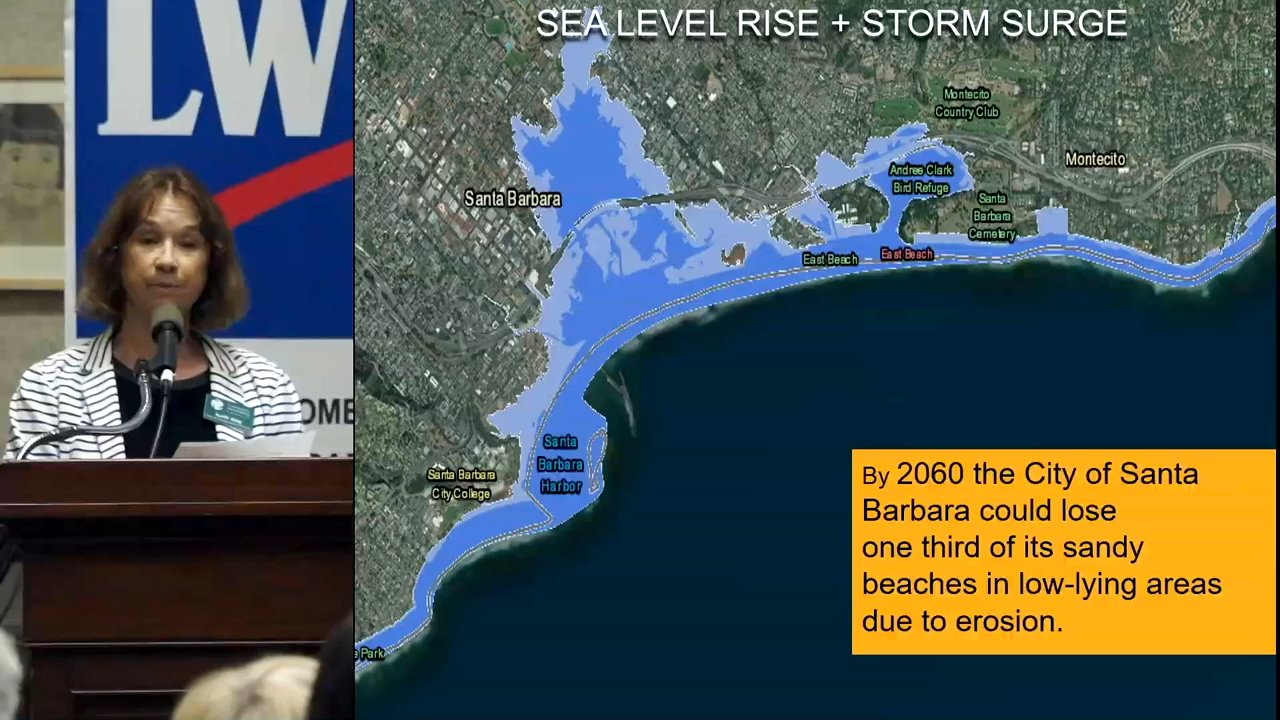 LW
OME
SEA LEVEL RISE + STORM SURGE
Montecito
Country Club
Montecito
Andree Clark
Bird Refuge
Santa Barbara
Santa
Barbara
Cemetery
East Beach
East Beach
Santa
Barbara
Harbor
Santa Barbara
City College
e Park
By 2060 the City of Santa
Barbara could lose
one third of its sandy
beaches in low-lying areas
due to erosion.